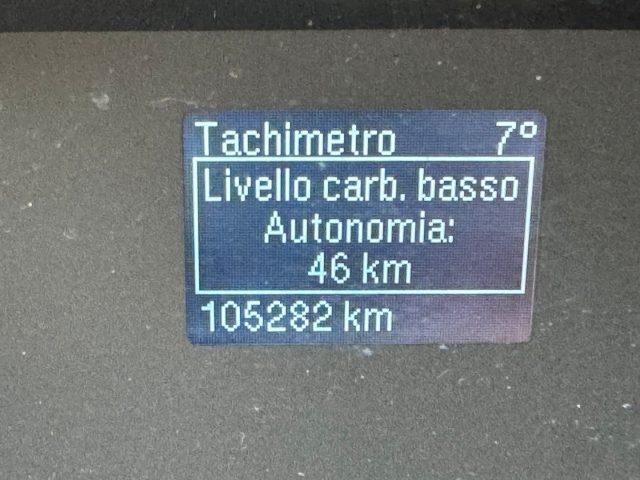 Tachimetro 7°
Livello carb. basso
Autonomia:
46 km
105282 km